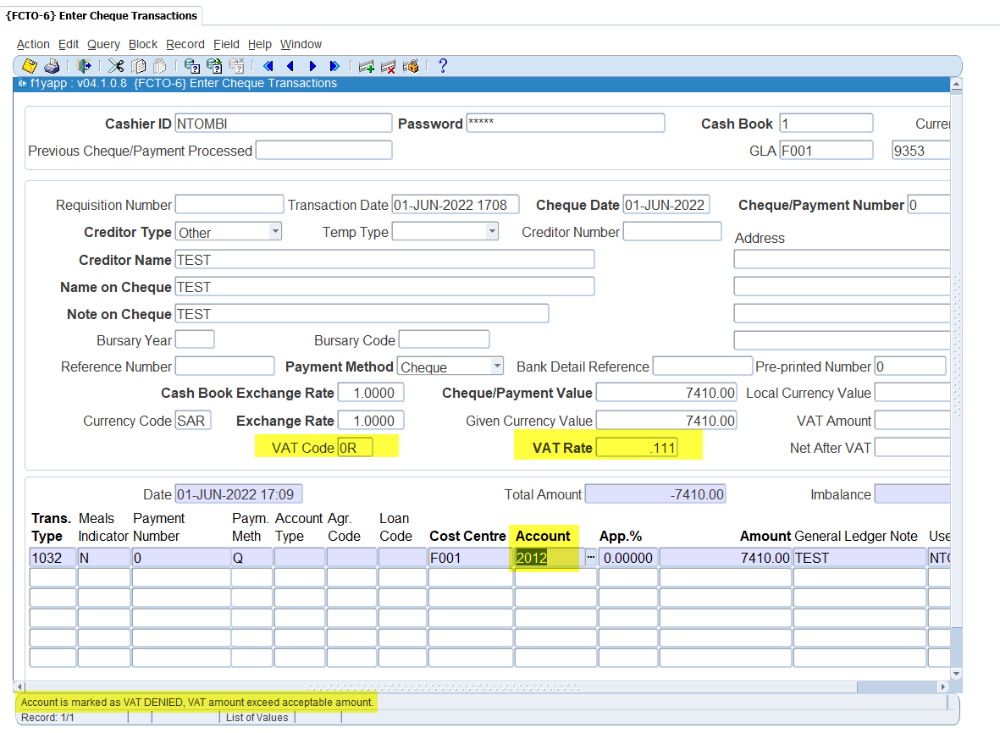 {FCTO-6} Enter Cheque Transactions
Action Edit Query Block Record Field Help Window
f1yapp : v04.1.0.8 {FCTO-6} Enter Cheque Transactions
Cashier ID NTOMBI Password ***** Cash Book 1 Curre
Previous Cheque/Payment Processed GLA F001 9353
Requisition Number Transaction Date 01-JUN-2022 1708 Cheque Date 01-JUN-2022 Cheque/Payment Number 0
Creditor Type Other Temp Type Creditor Number Address
Creditor Name TEST
Name on Cheque TEST
Note on Cheque TEST
Bursary Year Bursary Code
Reference Number Payment Method Cheque Bank Detail Reference Pre-printed Number 0
Cash Book Exchange Rate 1.0000 Cheque/Payment Value 7410.00 Local Currency Value
Currency Code SAR Exchange Rate 1.0000 Given Currency Value 7410.00 VAT Amount
VAT Code 0R VAT Rate .111 Net After VAT
Date 01-JUN-2022 17:09 Total Amount -7410.00 Imbalance
Trans. Meals Payment Paym. Account Agr. Loan
Type Indicator Number Meth Type Code Code Cost Centre Account App.% Amount General Ledger Note Use
1032 N 0 Q F001 2012 ... 0.00000 7410.00 TEST NTO
Account is marked as VAT DENIED, VAT amount exceed acceptable amount.
Record: 1/1 List of Values